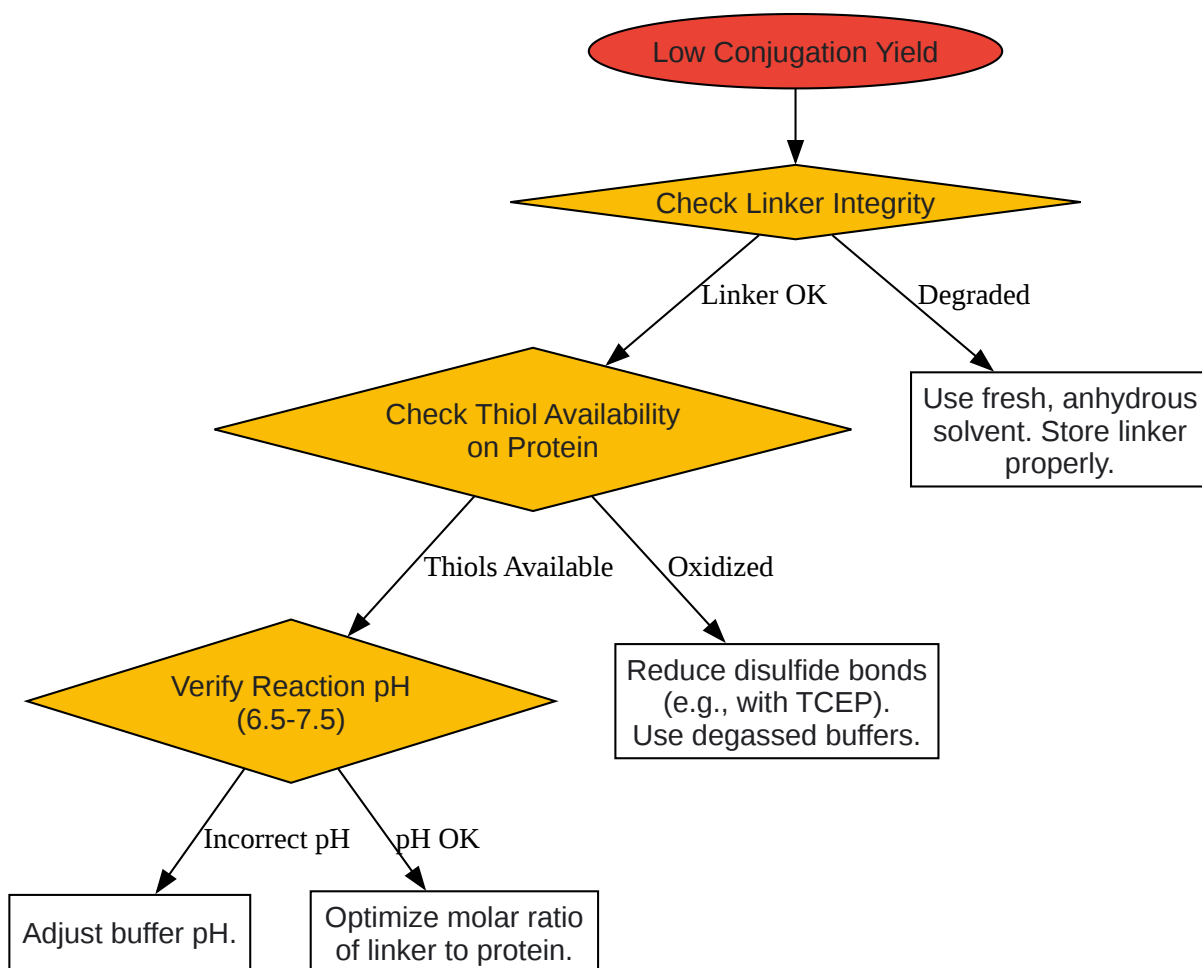 Low Conjugation Yield
Check Linker Integrity
Linker OK
Degraded
Check Thiol Availability
on Protein
Use fresh, anhydrous
solvent. Store linker
properly.
Thiols Available
Oxidized
Verify Reaction pH
(6.5-7.5)
Reduce disulfide bonds
(e.g., with TCEP).
Use degassed buffers.
Incorrect pH
pH OK
Adjust buffer pH.
Optimize molar ratio
of linker to protein.